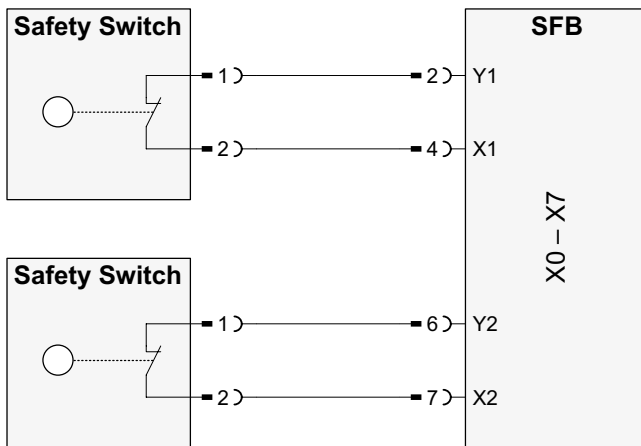 Safety Switch
SFB
1 2 Y1
2 4 X1
X0 – X7
Safety Switch
1 6 Y2
2 7 X2